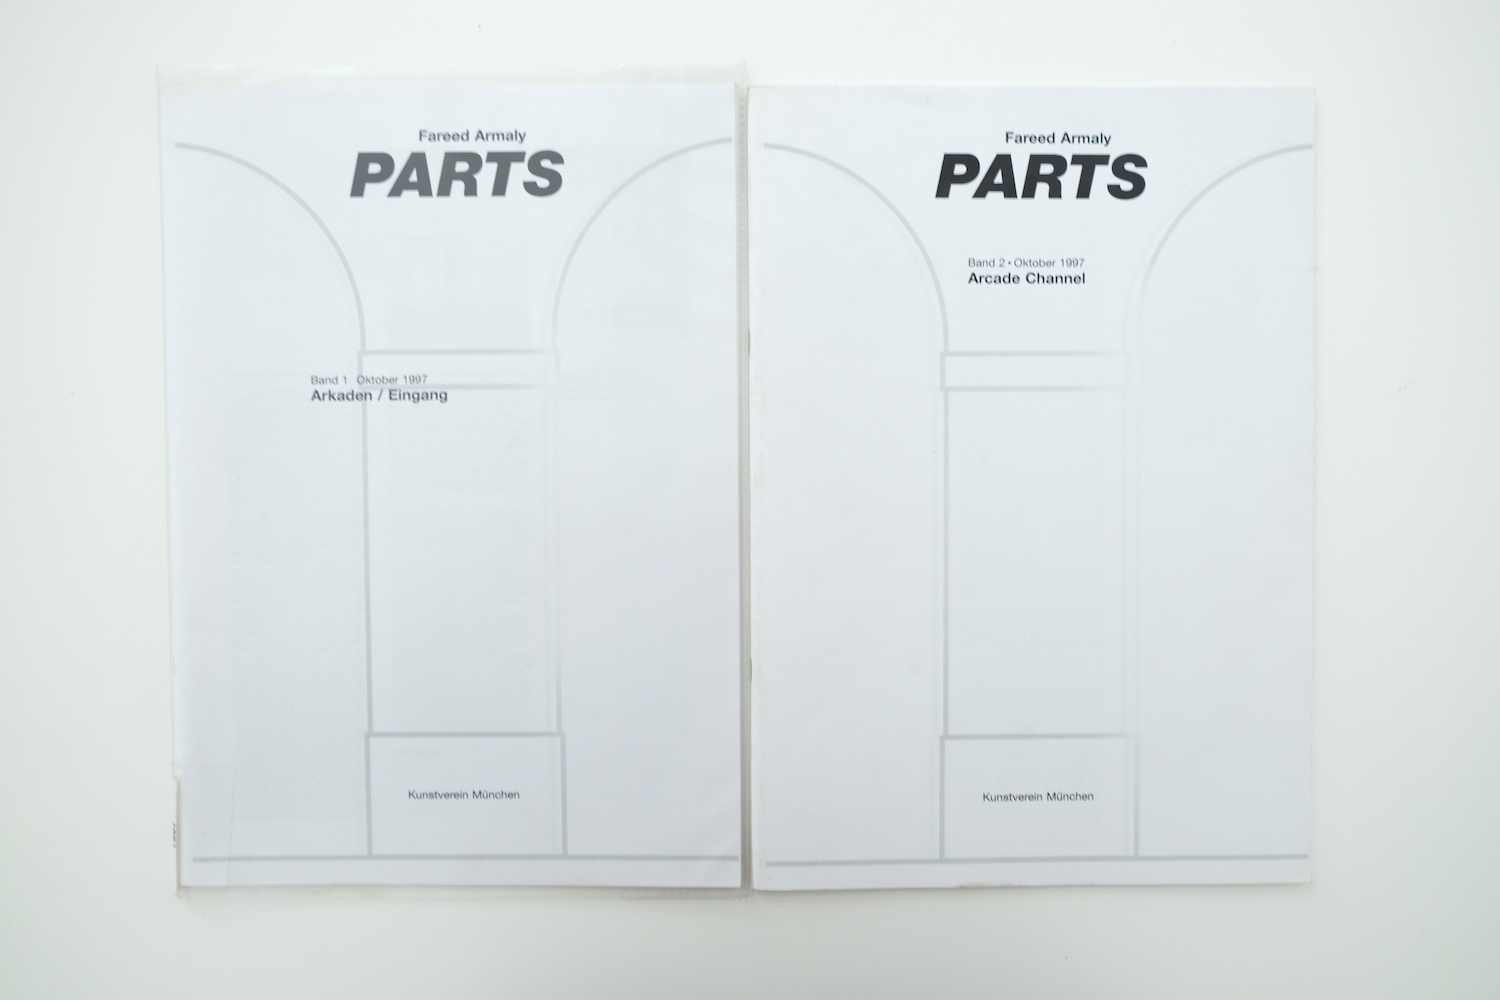 Fareed Armaly
PARTS
Band 1 Oktober 1997
Arkaden / Eingang
Kunstverein München
Fareed Armaly
PARTS
Band 2 • Oktober 1997
Arcade Channel
Kunstverein München